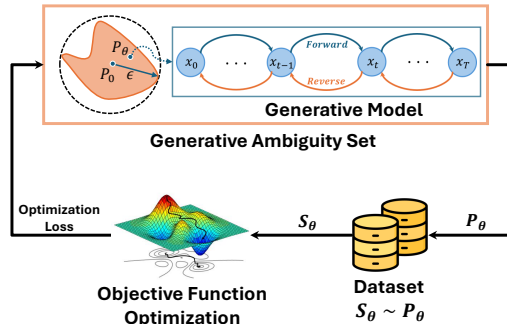 P_θ
P_0
ϵ
Forward
x_0 · · · x_{t−1} x_t · · · x_T
Reverse
Generative Model
Generative Ambiguity Set
Optimization
Loss
S_θ
P_θ
Objective Function
Optimization
Dataset
S_θ ~ P_θ